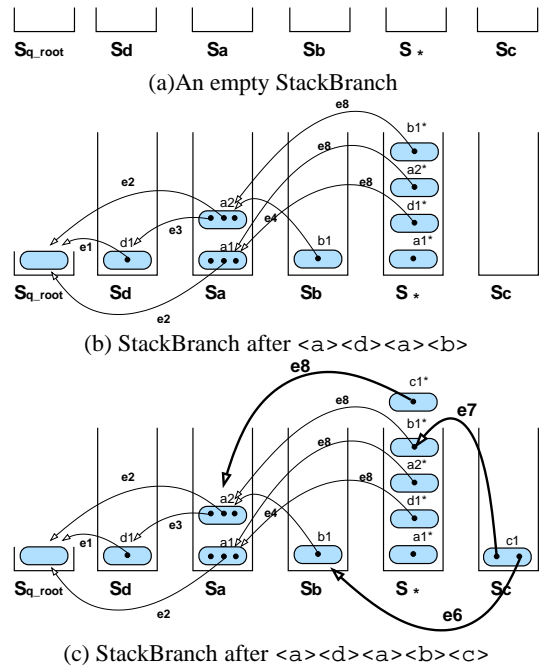 Sq_root Sd Sa Sb S * Sc
(a)An empty StackBranch
e8
b1*
e8
a2*
e2
a2
e8
d1*
e3
e4
e1
d1
a1
b1
a1*
Sq_root Sd Sa Sb S * Sc
e2
(b) StackBranch after <a><d><a><b>
c1*
e8
e7
e8
b1*
e8
a2*
e2
a2
e8
d1*
e3
e4
e1
d1
a1
b1
a1*
c1
Sq_root Sd Sa Sb S * Sc
e2
e6
(c) StackBranch after <a><d><a><b><c>